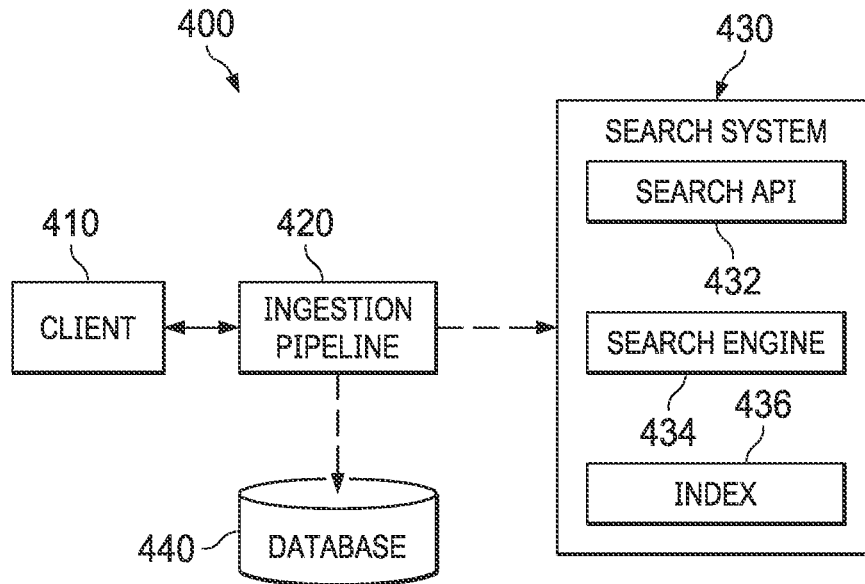 400
430
SEARCH SYSTEM
SEARCH API
432
410
420
CLIENT
INGESTION
PIPELINE
SEARCH ENGINE
434
436
INDEX
440
DATABASE